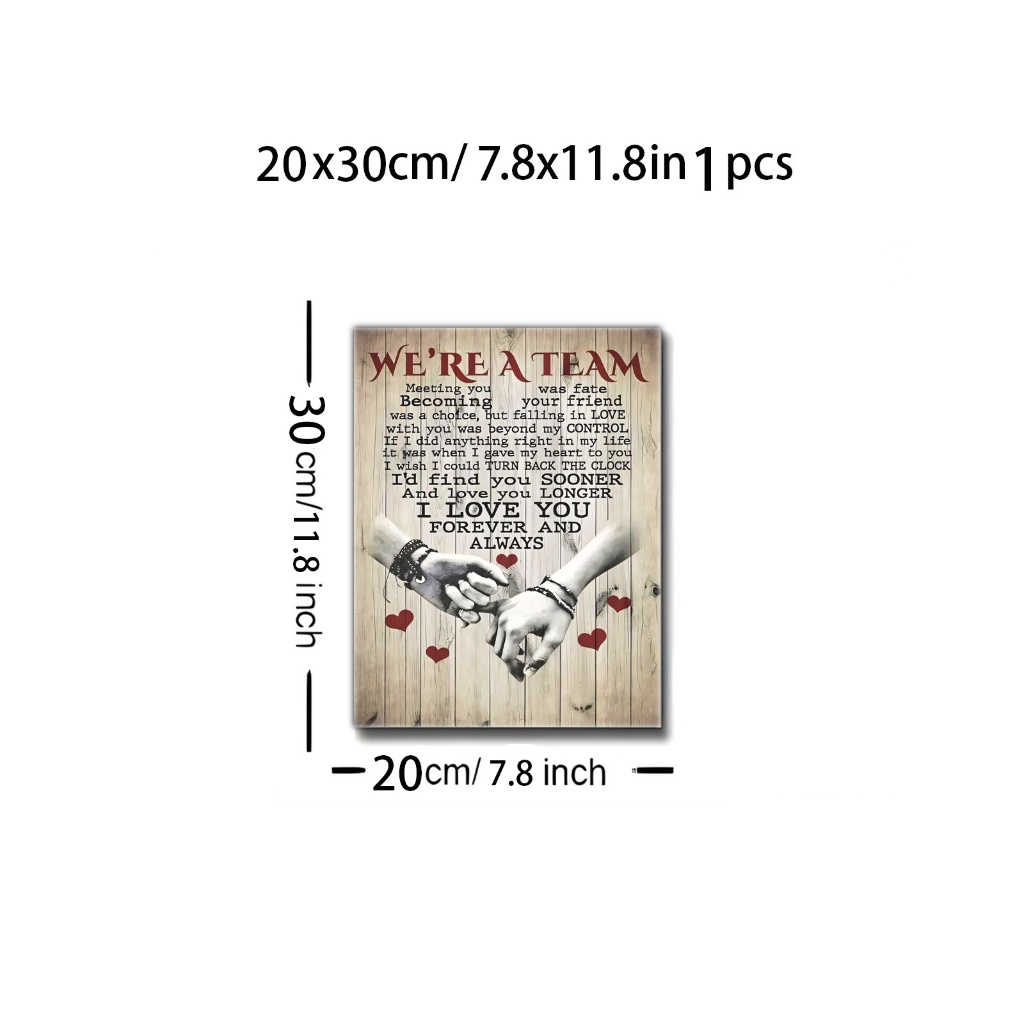 20x30cm/ 7.8x11.8in 1 pcs
WE'RE A TEAM
Meeting you was fate
Becoming your friend
was a choice, but falling in LOVE
with you was beyond my CONTROL
If I did anything right in my life
it was when I gave my heart to you
I wish I could TURN BACK THE CLOCK
I'd find you SOONER
And love you LONGER
I LOVE YOU
FOREVER AND
ALWAYS
30cm/11.8 inch
20cm/ 7.8 inch